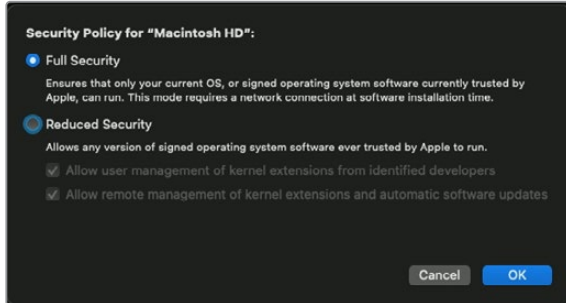 Security Policy for “Macintosh HD”:
Full Security
Ensures that only your current OS, or signed operating system software currently trusted by
Apple, can run. This mode requires a network connection at software installation time.
Reduced Security
Allows any version of signed operating system software ever trusted by Apple to run.
Allow user management of kernel extensions from identified developers
Allow remote management of kernel extensions and automatic software updates
Cancel
OK